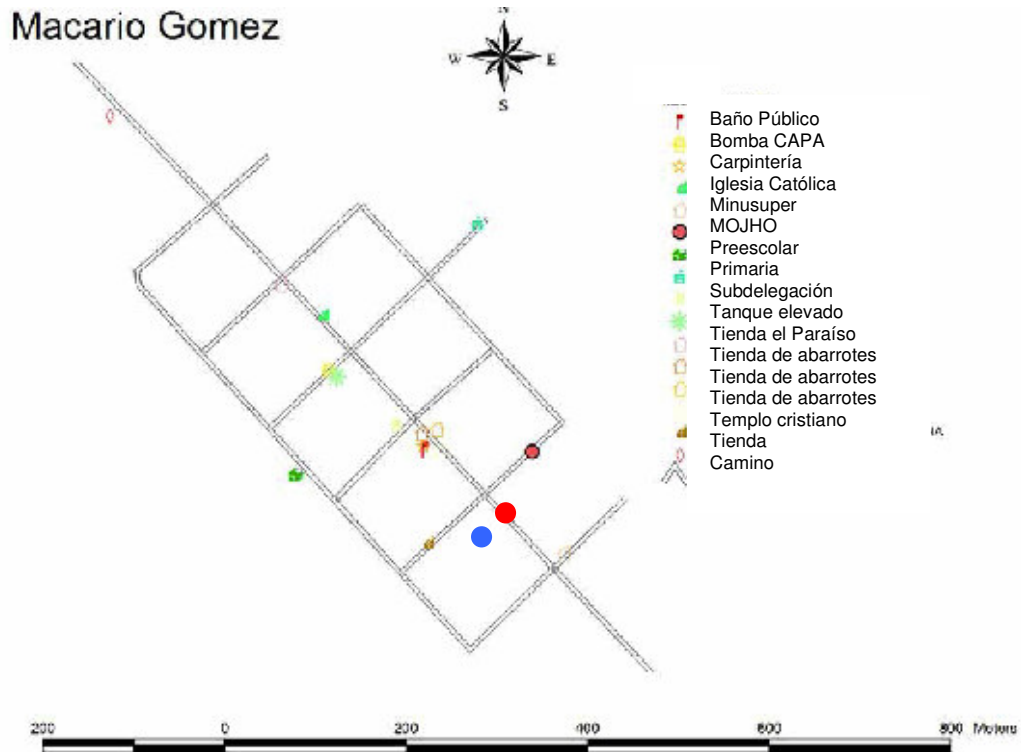 Macario Gomez
N
W E
S
Baño Público
Bomba CAPA
Carpintería
Iglesia Católica
Minusuper
MOJHO
Preescolar
Primaria
Subdelegación
Tanque elevado
Tienda el Paraíso
Tienda de abarrotes
Tienda de abarrotes
Tienda de abarrotes
Templo cristiano
Tienda
Camino
200 0 200 400 600 800 Meters